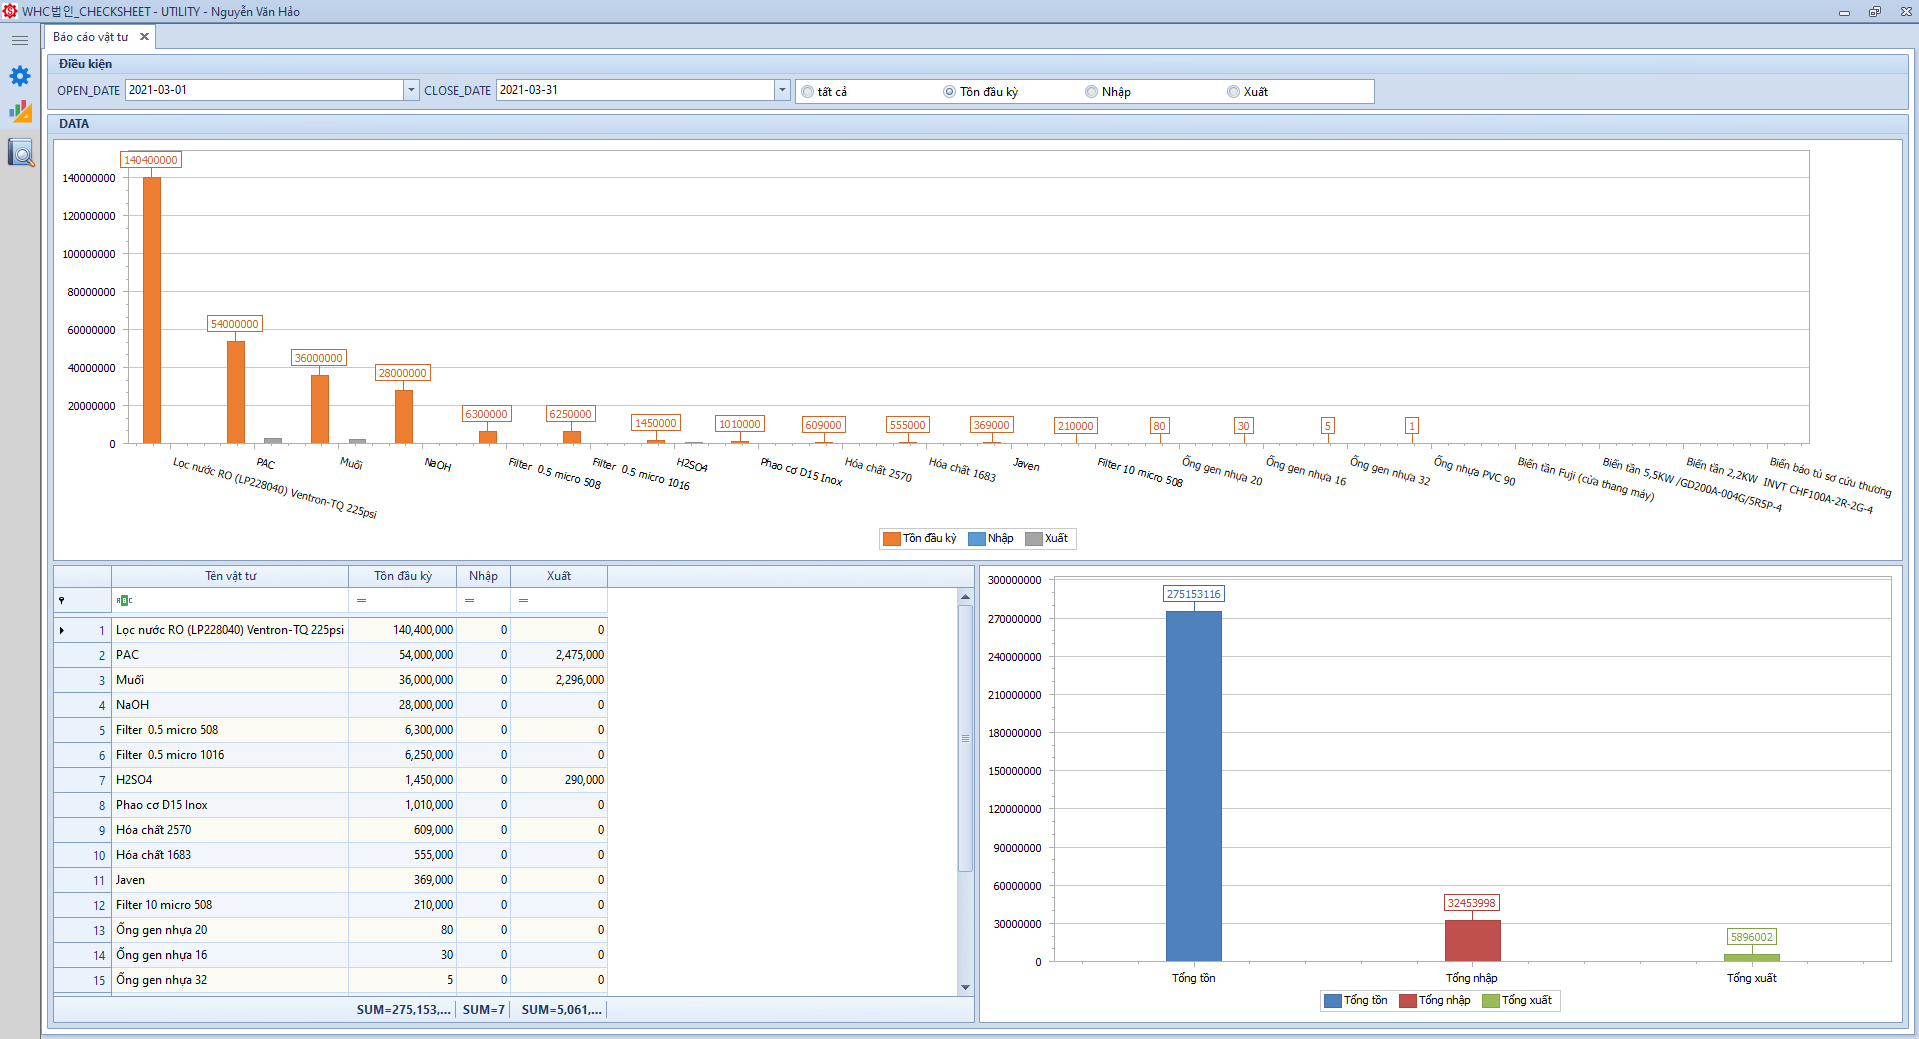 WHC법인_CHECKSHEET - UTILITY - Nguyễn Văn Hảo
Báo cáo vật tư
Điều kiện
OPEN_DATE 2021-03-01 CLOSE_DATE 2021-03-31 tất cả Tồn đầu kỳ Nhập Xuất
DATA
140400000
140000000
120000000
100000000
80000000
60000000
40000000
20000000
0
54000000
36000000
28000000
6300000
6250000
1450000
1010000
609000
555000
369000
210000
80
30
5
1
Lọc nước RO (LP228040) Ventron-TQ 225psi
PAC
Muối
NaOH
Filter 0.5 micro 508
Filter 0.5 micro 1016
H2SO4
Phao cơ D15 Inox
Hóa chất 2570
Hóa chất 1683
Javen
Filter 10 micro 508
Ống gen nhựa 20
Ống gen nhựa 16
Ống gen nhựa 32
Ống nhựa PVC 90
Biến tần Fuji (cửa thang máy)
Biến tần 5,5KW /GD200A-004G/5R5P-4
Biến tần 2,2KW INVT CHF100A-2R-2G-4
Biển báo tủ sơ cứu thương
Tồn đầu kỳ Nhập Xuất
Tên vật tư Tồn đầu kỳ Nhập Xuất
= = =
1 Lọc nước RO (LP228040) Ventron-TQ 225psi 140,400,000 0 0
2 PAC 54,000,000 0 2,475,000
3 Muối 36,000,000 0 2,296,000
4 NaOH 28,000,000 0 0
5 Filter 0.5 micro 508 6,300,000 0 0
6 Filter 0.5 micro 1016 6,250,000 0 0
7 H2SO4 1,450,000 0 290,000
8 Phao cơ D15 Inox 1,010,000 0 0
9 Hóa chất 2570 609,000 0 0
10 Hóa chất 1683 555,000 0 0
11 Javen 369,000 0 0
12 Filter 10 micro 508 210,000 0 0
13 Ống gen nhựa 20 80 0 0
14 Ống gen nhựa 16 30 0 0
15 Ống gen nhựa 32 5 0 0
SUM=275,153,... SUM=7 SUM=5,061,...
300000000
270000000
240000000
210000000
180000000
150000000
120000000
90000000
60000000
30000000
0
275153116
32453998
5896002
Tổng tồn Tổng nhập Tổng xuất
Tổng tồn Tổng nhập Tổng xuất